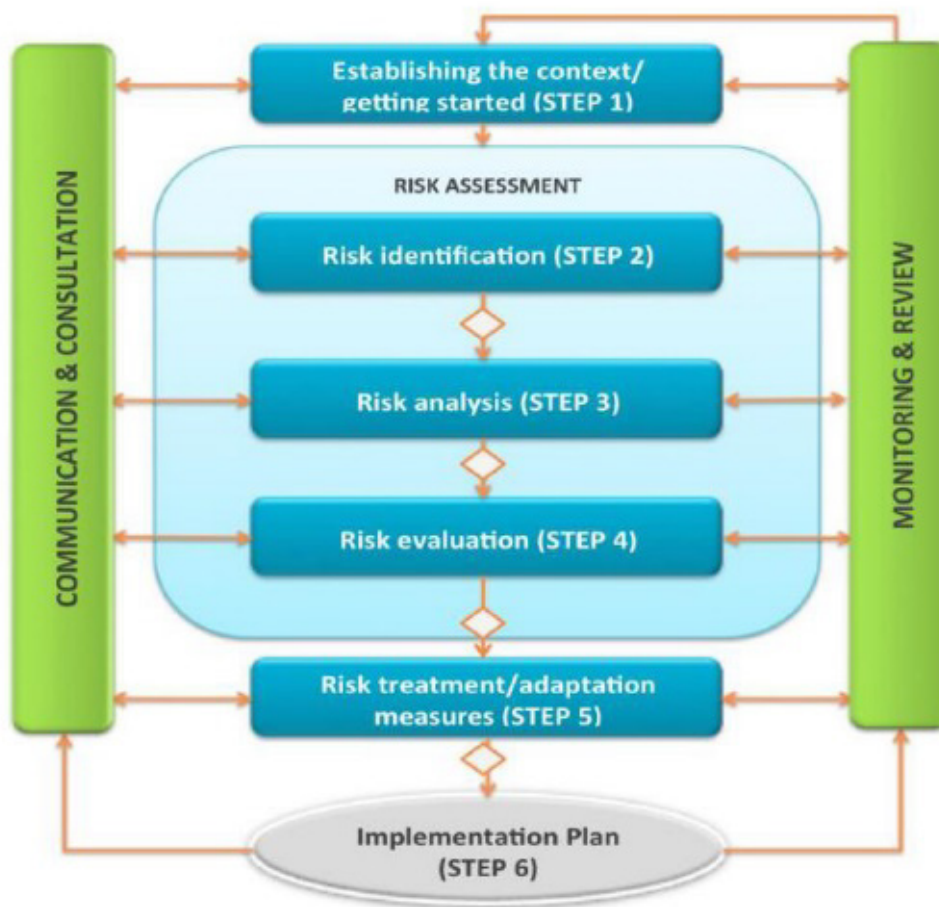 Establishing the context/
getting started (STEP 1)
COMMUNICATION & CONSULTATION
MONITORING & REVIEW
RISK ASSESSMENT
Risk identification (STEP 2)
Risk analysis (STEP 3)
Risk evaluation (STEP 4)
Risk treatment/adaptation
measures (STEP 5)
Implementation Plan
(STEP 6)